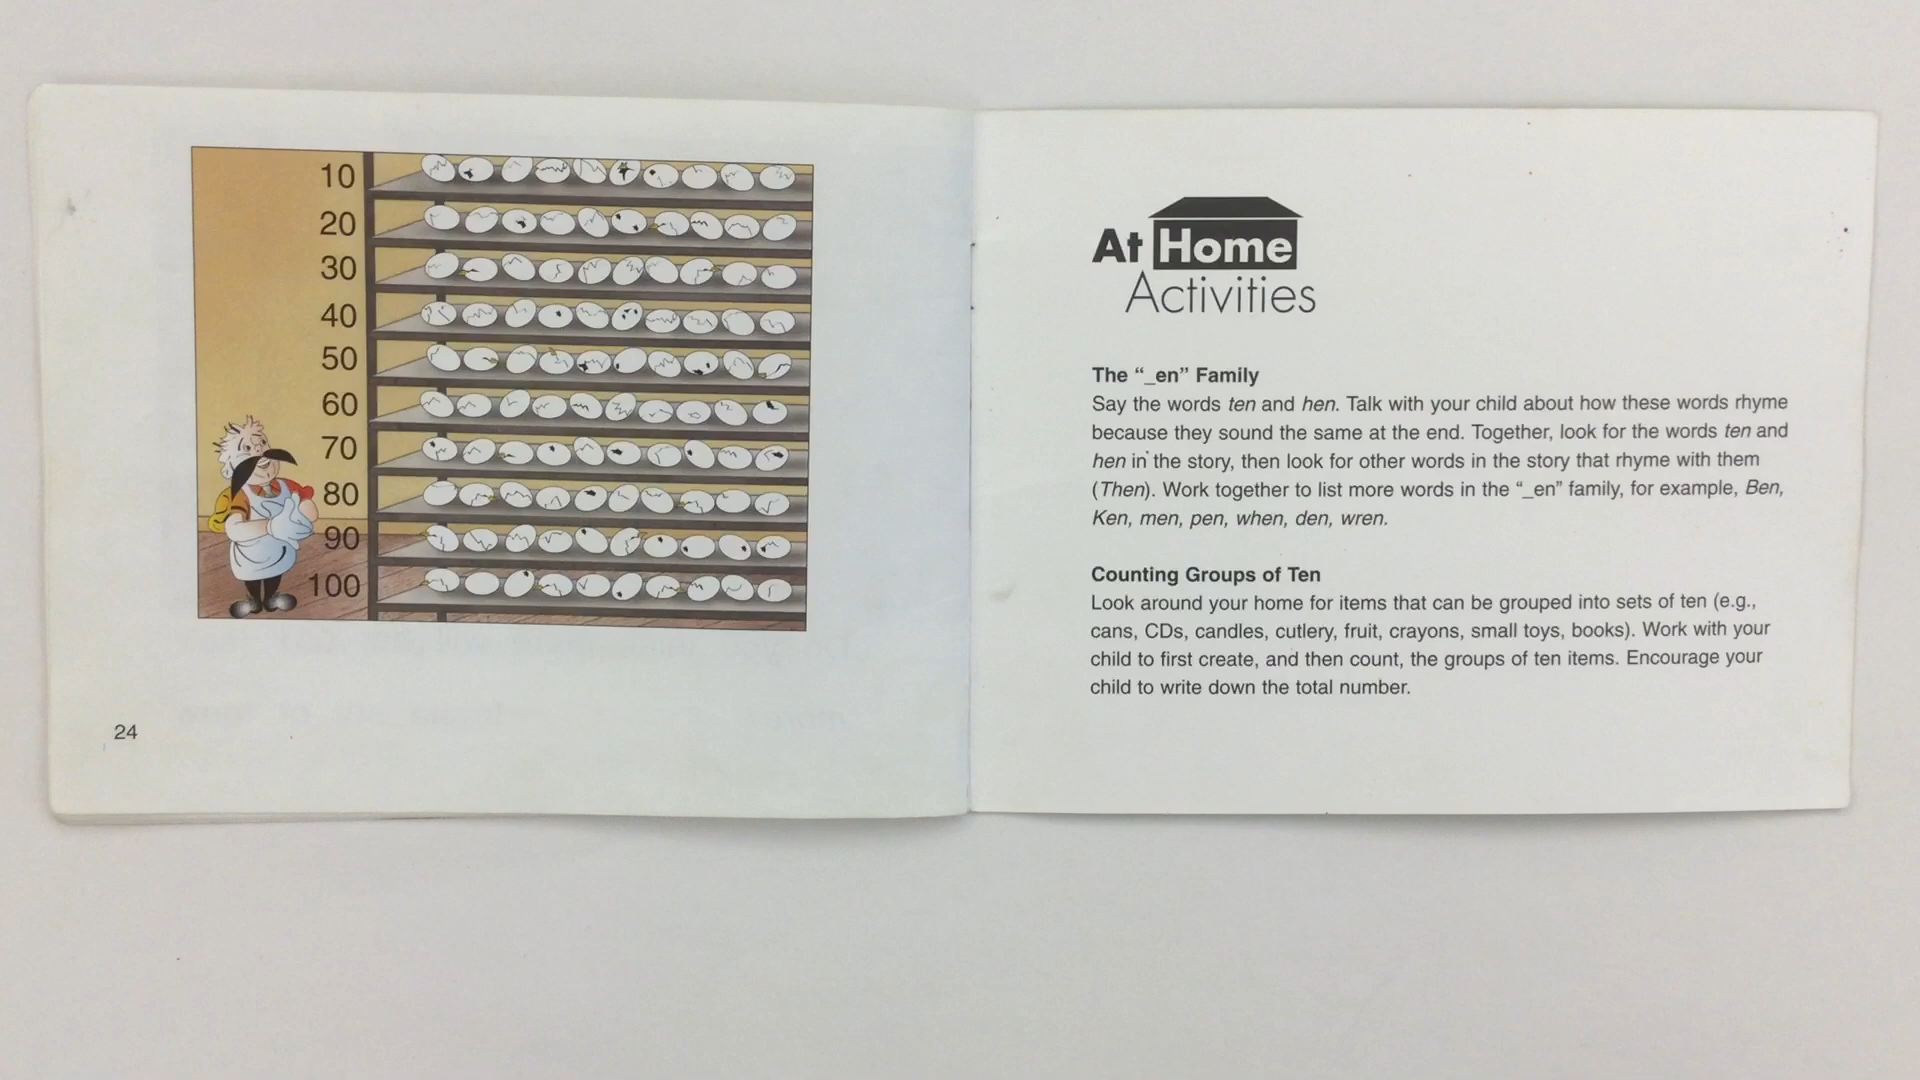 10
20
30
40
50
60
70
80
90
100
24
At Home
Activities
The “_en” Family
Say the words ten and hen. Talk with your child about how these words rhyme
because they sound the same at the end. Together, look for the words ten and
hen in the story, then look for other words in the story that rhyme with them
(Then). Work together to list more words in the “_en” family, for example, Ben,
Ken, men, pen, when, den, wren.
Counting Groups of Ten
Look around your home for items that can be grouped into sets of ten (e.g.,
cans, CDs, candles, cutlery, fruit, crayons, small toys, books). Work with your
child to first create, and then count, the groups of ten items. Encourage your
child to write down the total number.